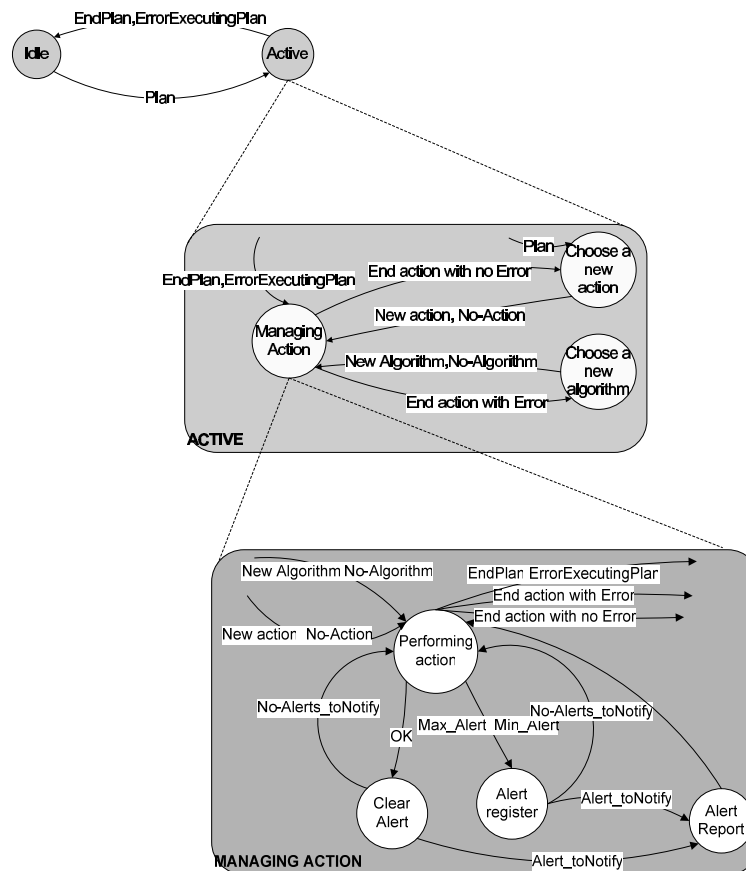 EndPlan,ErrorExecutingPlan
Idle
Active
Plan
Plan
Choose a
new
action
End action with no Error
EndPlan,ErrorExecutingPlan
New action, No-Action
Managing
Action
New Algorithm,No-Algorithm
Choose a
new
algorithm
End action with Error
ACTIVE
New Algorithm No-Algorithm
EndPlan ErrorExecutingPlan
End action with Error
End action with no Error
New action No-Action
Performing
action
No-Alerts_toNotify
No-Alerts_toNotify
OK
Max_Alert Min_Alert
Clear
Alert
Alert
register
Alert_toNotify
Alert
Report
Alert_toNotify
MANAGING ACTION